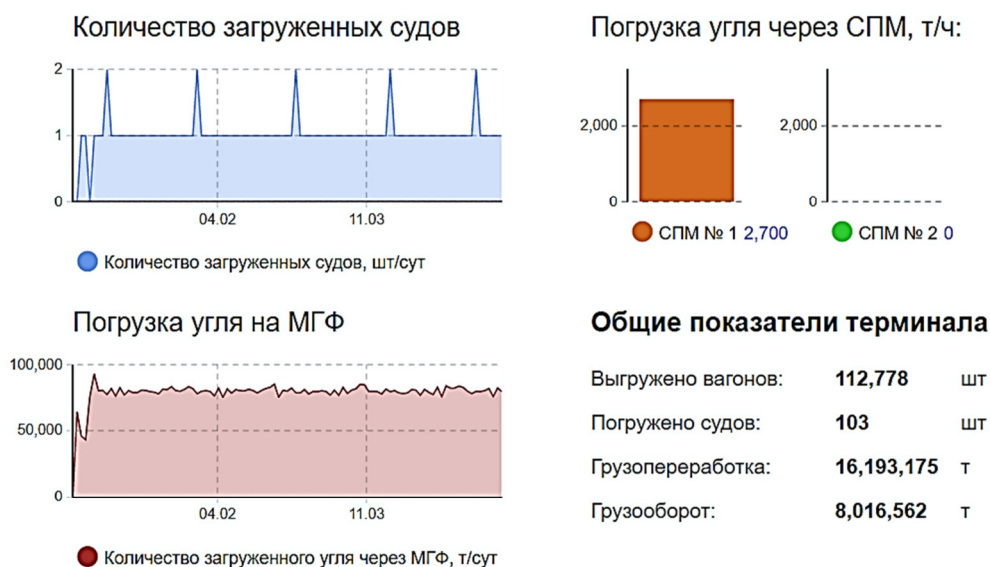 Количество загруженных судов
2
1
0
04.02
11.03
Количество загруженных судов, шт/сут
Погрузка угля через СПМ, т/ч:
2,000
0
2,000
0
СПМ № 1 2,700
СПМ № 2 0
Погрузка угля на МГФ
100,000
50,000
0
04.02
11.03
Количество загруженного угля через МГФ, т/сут
Общие показатели терминала
Выгружено вагонов: 112,778 шт
Погружено судов: 103 шт
Грузопереработка: 16,193,175 т
Грузооборот: 8,016,562 т